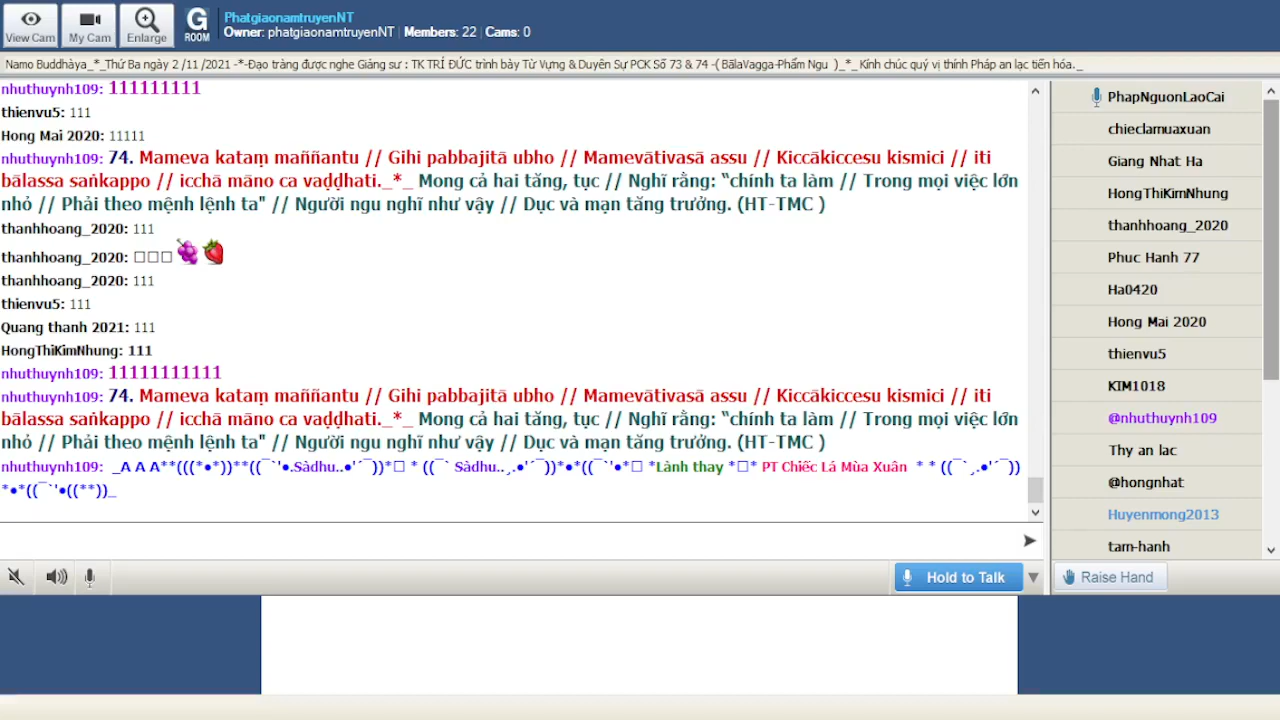 View Cam
My Cam
Enlarge
G
ROOM
PhatgiaonamtruyenNT
Owner: phatgiaonamtruyenNT | Members: 22 | Cams: 0
Namo Buddhàya_*_Thứ Ba ngày 2 /11 /2021 -*-Đạo tràng được nghe Giảng sư : TK TRÍ ĐỨC trình bày Từ Vựng & Duyên Sự PCK Số 73 & 74 -( BãlaVagga-Phẩm Ngu )_*_ Kính chúc quý vị thính Pháp an lạc tiến hóa._
nhuthuynh109: 1111111111
thienvu5: 111
Hong Mai 2020: 11111
nhuthuynh109: 74. Mameva kataṃ maññantu // Gihi pabbajitā ubho // Mamevātivasā assu // Kiccākiccesu kismici // iti
bālassa saṅkappo // icchā māno ca vaḍḍhati._*_ Mong cả hai tăng, tục // Nghĩ rằng: “chính ta làm // Trong mọi việc lớn
nhỏ // Phải theo mệnh lệnh ta" // Người ngu nghĩ như vậy // Dục và mạn tăng trưởng. (HT-TMC )
thanhhoang_2020: 111
thanhhoang_2020: □□□
thanhhoang_2020: 111
thienvu5: 111
Quang thanh 2021: 111
HongThiKimNhung: 111
nhuthuynh109: 11111111111
nhuthuynh109: 74. Mameva kataṃ maññantu // Gihi pabbajitā ubho // Mamevātivasā assu // Kiccākiccesu kismici // iti
bālassa saṅkappo // icchā māno ca vaḍḍhati._*_ Mong cả hai tăng, tục // Nghĩ rằng: “chính ta làm // Trong mọi việc lớn
nhỏ // Phải theo mệnh lệnh ta" // Người ngu nghĩ như vậy // Dục và mạn tăng trưởng. (HT-TMC )
nhuthuynh109: _A A A**(((*•*))**((¯`'•.Sàdhu..•'´¯))*□ * ((¯` Sàdhu..¸.•'´¯))*•*((¯`'•*□ *Lành thay *□* PT Chiếc Lá Mùa Xuân * * ((¯`¸.•'´¯))
*•*((¯`'•((**))_
Hold to Talk
PhapNguonLaoCai
chieclamuaxuan
Giang Nhat Ha
HongThiKimNhung
thanhhoang_2020
Phuc Hanh 77
Ha0420
Hong Mai 2020
thienvu5
KIM1018
@nhuthuynh109
Thy an lac
@hongnhat
Huyenmong2013
tam-hanh
Raise Hand